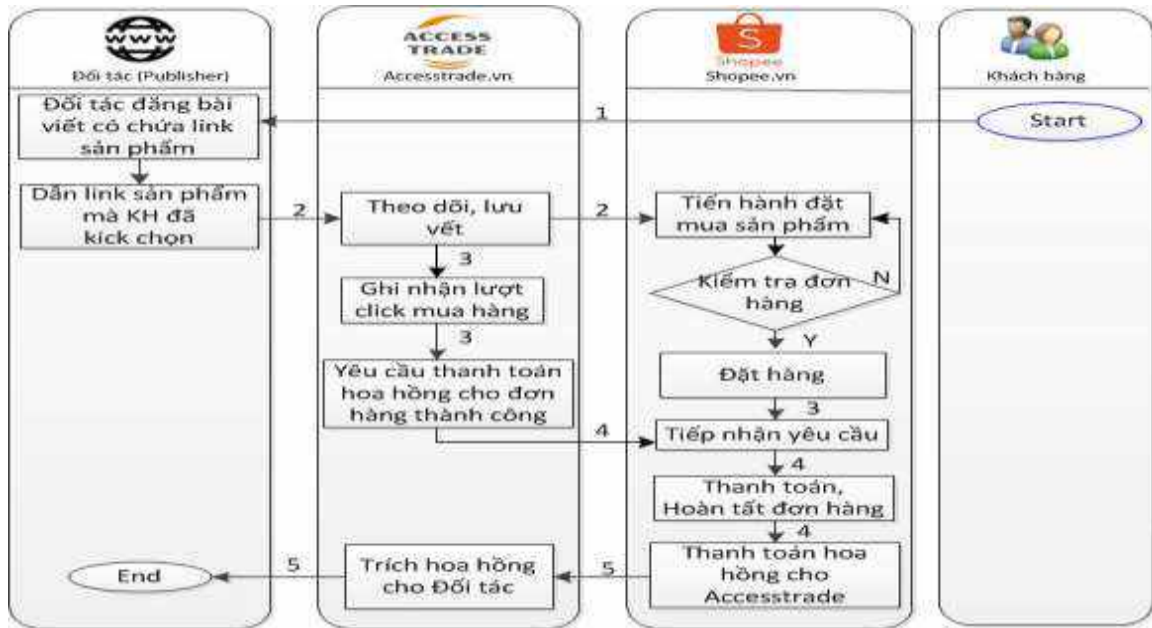 WWW
Đối tác (Publisher)
ACCESS
TRADE
Accesstrade.vn
S
Shopee
Shopee.vn
Khách hàng
Đối tác đăng bài
viết có chứa link
sản phẩm
1
Start
Dẫn link sản phẩm
mà KH đã
kick chọn
2
Theo dõi, lưu
vết
2
Tiến hành đặt
mua sản phẩm
3
Kiểm tra đơn
hàng
N
Ghi nhận lượt
click mua hàng
3
Y
Yêu cầu thanh toán
hoa hồng cho đơn
hàng thành công
Đặt hàng
3
4
Tiếp nhận yêu cầu
4
Thanh toán,
Hoàn tất đơn hàng
4
End
5
Trích hoa hồng
cho Đối tác
5
Thanh toán hoa
hồng cho
Accesstrade